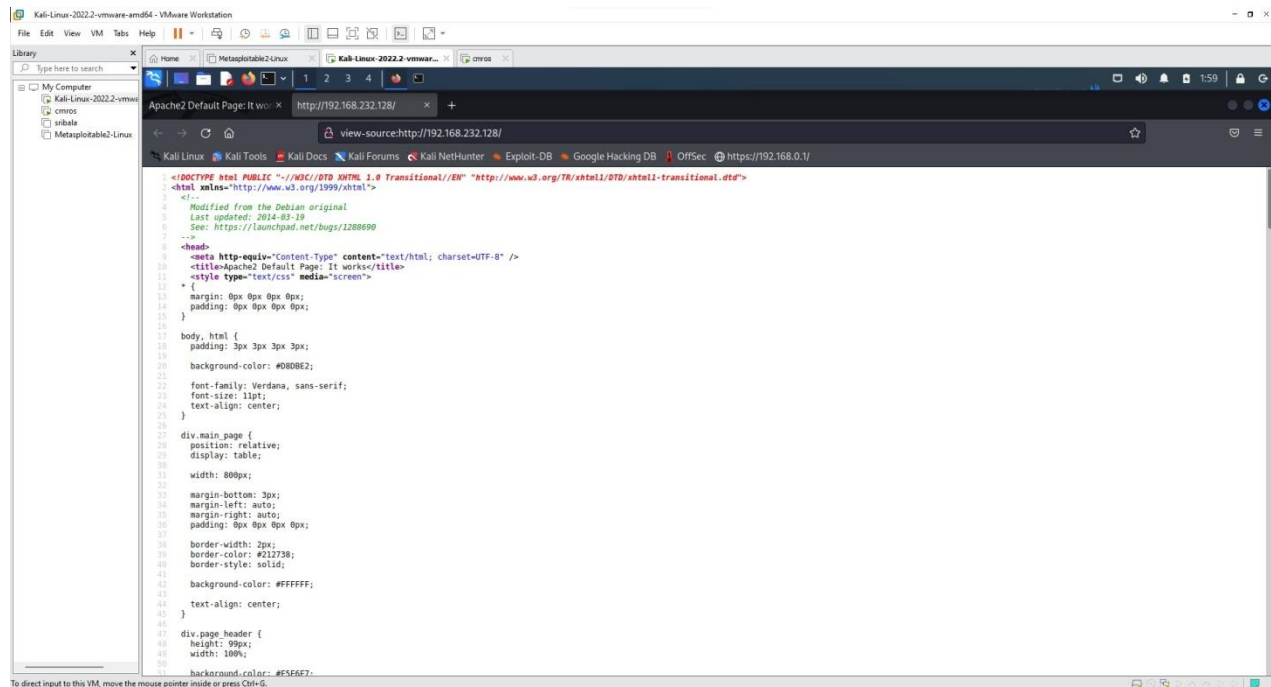 Kali-Linux-2022.2-vmware-amd64 - VMware Workstation
File Edit View VM Tabs Help
Library
Type here to search
My Computer
Kali-Linux-2022.2-vmwa
cmros
sribala
Metasploitable2-Linux
Home Metasploitable2-Linux Kali-Linux-2022.2-vmwar... cmros
1 2 3 4 1:59
Apache2 Default Page: It wor http://192.168.232.128/
view-source:http://192.168.232.128/
Kali Linux Kali Tools Kali Docs Kali Forums Kali NetHunter Exploit-DB Google Hacking DB OffSec https://192.168.0.1/
1 <!DOCTYPE html PUBLIC "-//W3C//DTD XHTML 1.0 Transitional//EN" "http://www.w3.org/TR/xhtml1/DTD/xhtml1-transitional.dtd">
2 <html xmlns="http://www.w3.org/1999/xhtml">
3 <!--
4 Modified from the Debian original
5 Last updated: 2014-03-19
6 See: https://launchpad.net/bugs/1288690
7 -->
8 <head>
9 <meta http-equiv="Content-Type" content="text/html; charset=UTF-8" />
10 <title>Apache2 Default Page: It works</title>
11 <style type="text/css" media="screen">
12 * {
13 margin: 0px 0px 0px 0px;
14 padding: 0px 0px 0px 0px;
15 }
16
17 body, html {
18 padding: 3px 3px 3px 3px;
19
20 background-color: #D8DBE2;
21
22 font-family: Verdana, sans-serif;
23 font-size: 11pt;
24 text-align: center;
25 }
26
27 div.main_page {
28 position: relative;
29 display: table;
30
31 width: 800px;
32
33 margin-bottom: 3px;
34 margin-left: auto;
35 margin-right: auto;
36 padding: 0px 0px 0px 0px;
37
38 border-width: 2px;
39 border-color: #212738;
40 border-style: solid;
41
42 background-color: #FFFFFF;
43
44 text-align: center;
45 }
46
47 div.page_header {
48 height: 99px;
49 width: 100%;
50
51 background-color: #F5F6F7;
To direct input to this VM, move the mouse pointer inside or press Ctrl+G.